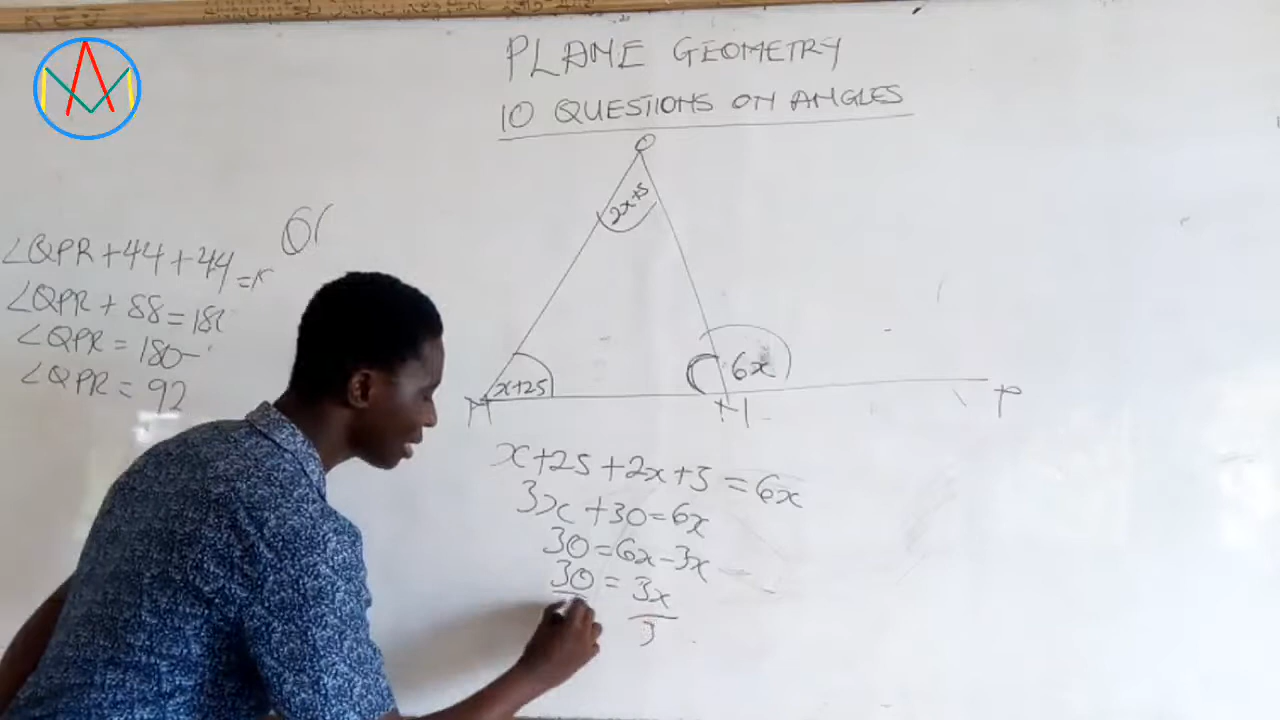 PLANE GEOMETRY
10 QUESTIONS ON ANGLES
O
2x+5
x+25
6x
M
N
P
∠QPR + 44 + 44 =
∠QPR + 88 = 18
∠QPR = 180-
∠QPR = 92
x+25 + 2x + 5 = 6x
3x + 30 = 6x
30 = 6x - 3x
30 = 3x
3